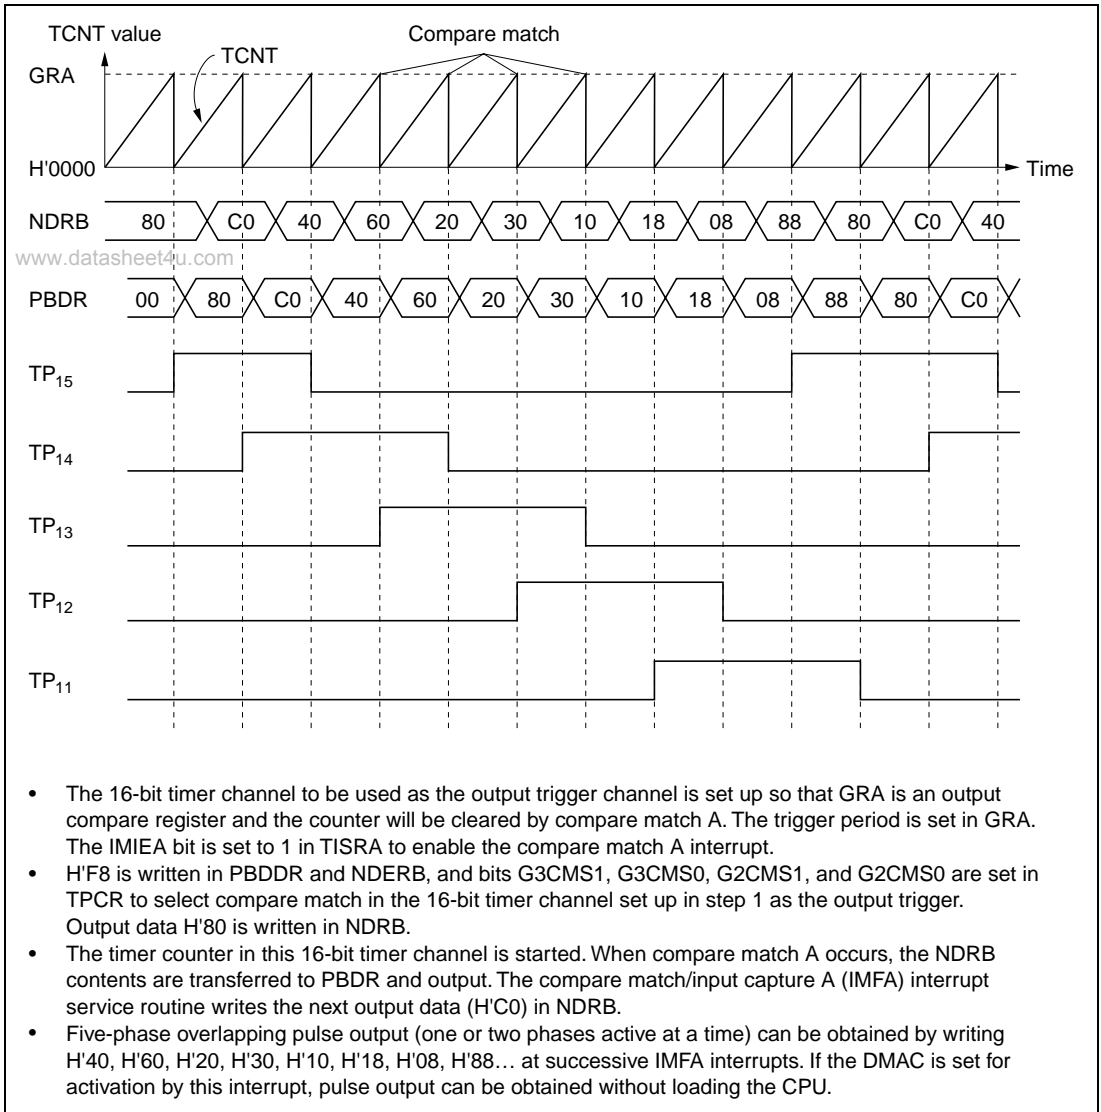 TCNT value
Compare match
TCNT
GRA
H'0000
Time
NDRB 80 C0 40 60 20 30 10 18 08 88 80 C0 40
www.datasheet4u.com
PBDR 00 80 C0 40 60 20 30 10 18 08 88 80 C0
TP15
TP14
TP13
TP12
TP11
• The 16-bit timer channel to be used as the output trigger channel is set up so that GRA is an output
compare register and the counter will be cleared by compare match A. The trigger period is set in GRA.
The IMIEA bit is set to 1 in TISRA to enable the compare match A interrupt.
• H'F8 is written in PBDDR and NDERB, and bits G3CMS1, G3CMS0, G2CMS1, and G2CMS0 are set in
TPCR to select compare match in the 16-bit timer channel set up in step 1 as the output trigger.
Output data H'80 is written in NDRB.
• The timer counter in this 16-bit timer channel is started. When compare match A occurs, the NDRB
contents are transferred to PBDR and output. The compare match/input capture A (IMFA) interrupt
service routine writes the next output data (H'C0) in NDRB.
• Five-phase overlapping pulse output (one or two phases active at a time) can be obtained by writing
H'40, H'60, H'20, H'30, H'10, H'18, H'08, H'88… at successive IMFA interrupts. If the DMAC is set for
activation by this interrupt, pulse output can be obtained without loading the CPU.